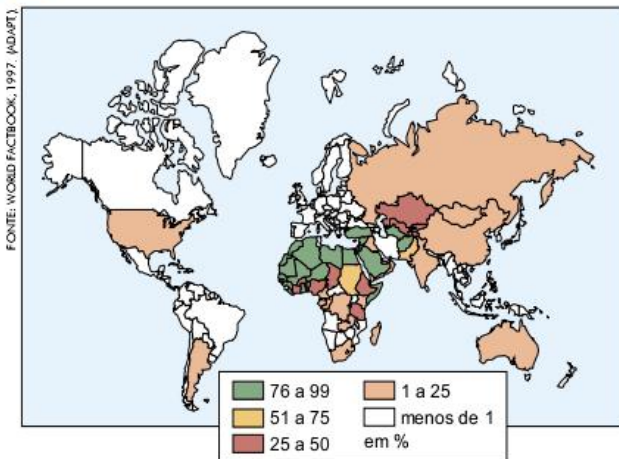 FONTE: WORLD FACTBOOK, 1997. (ADAPT.).
76 a 99
51 a 75
25 a 50
1 a 25
menos de 1
em %